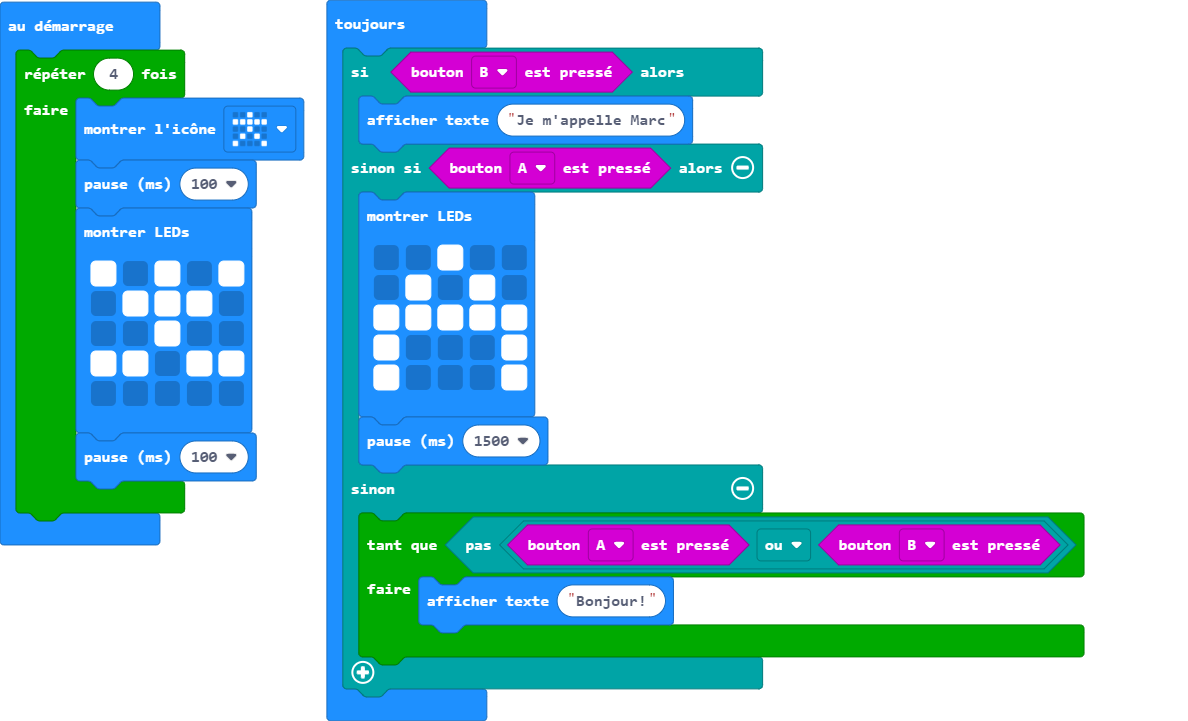 au démarrage
répéter 4 fois
faire
montrer l'icône
pause (ms) 100
montrer LEDs
pause (ms) 100
toujours
si bouton B est pressé alors
afficher texte "Je m'appelle Marc"
sinon si bouton A est pressé alors
montrer LEDs
pause (ms) 1500
sinon
tant que pas bouton A est pressé ou bouton B est pressé
faire
afficher texte "Bonjour!"